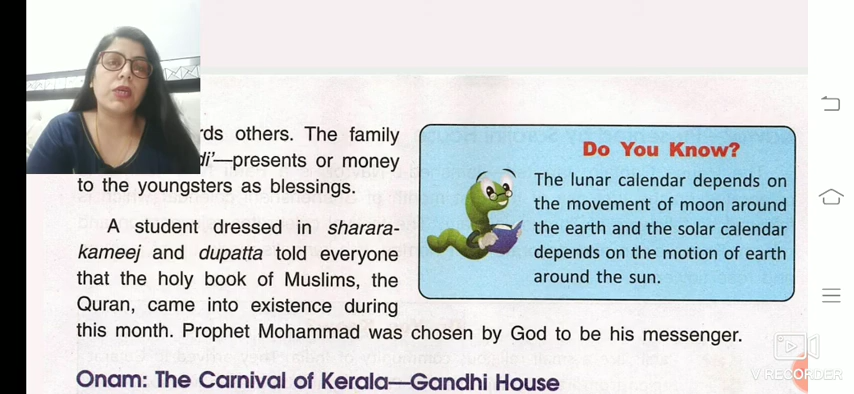 rds others. The family
di'—presents or money
to the youngsters as blessings.
A student dressed in sharara-
kameej and dupatta told everyone
that the holy book of Muslims, the
Quran, came into existence during
this month. Prophet Mohammad was chosen by God to be his messenger.
Do You Know?
The lunar calendar depends on
the movement of moon around
the earth and the solar calendar
depends on the motion of earth
around the sun.
Onam: The Carnival of Kerala—Gandhi House
V RECORDER